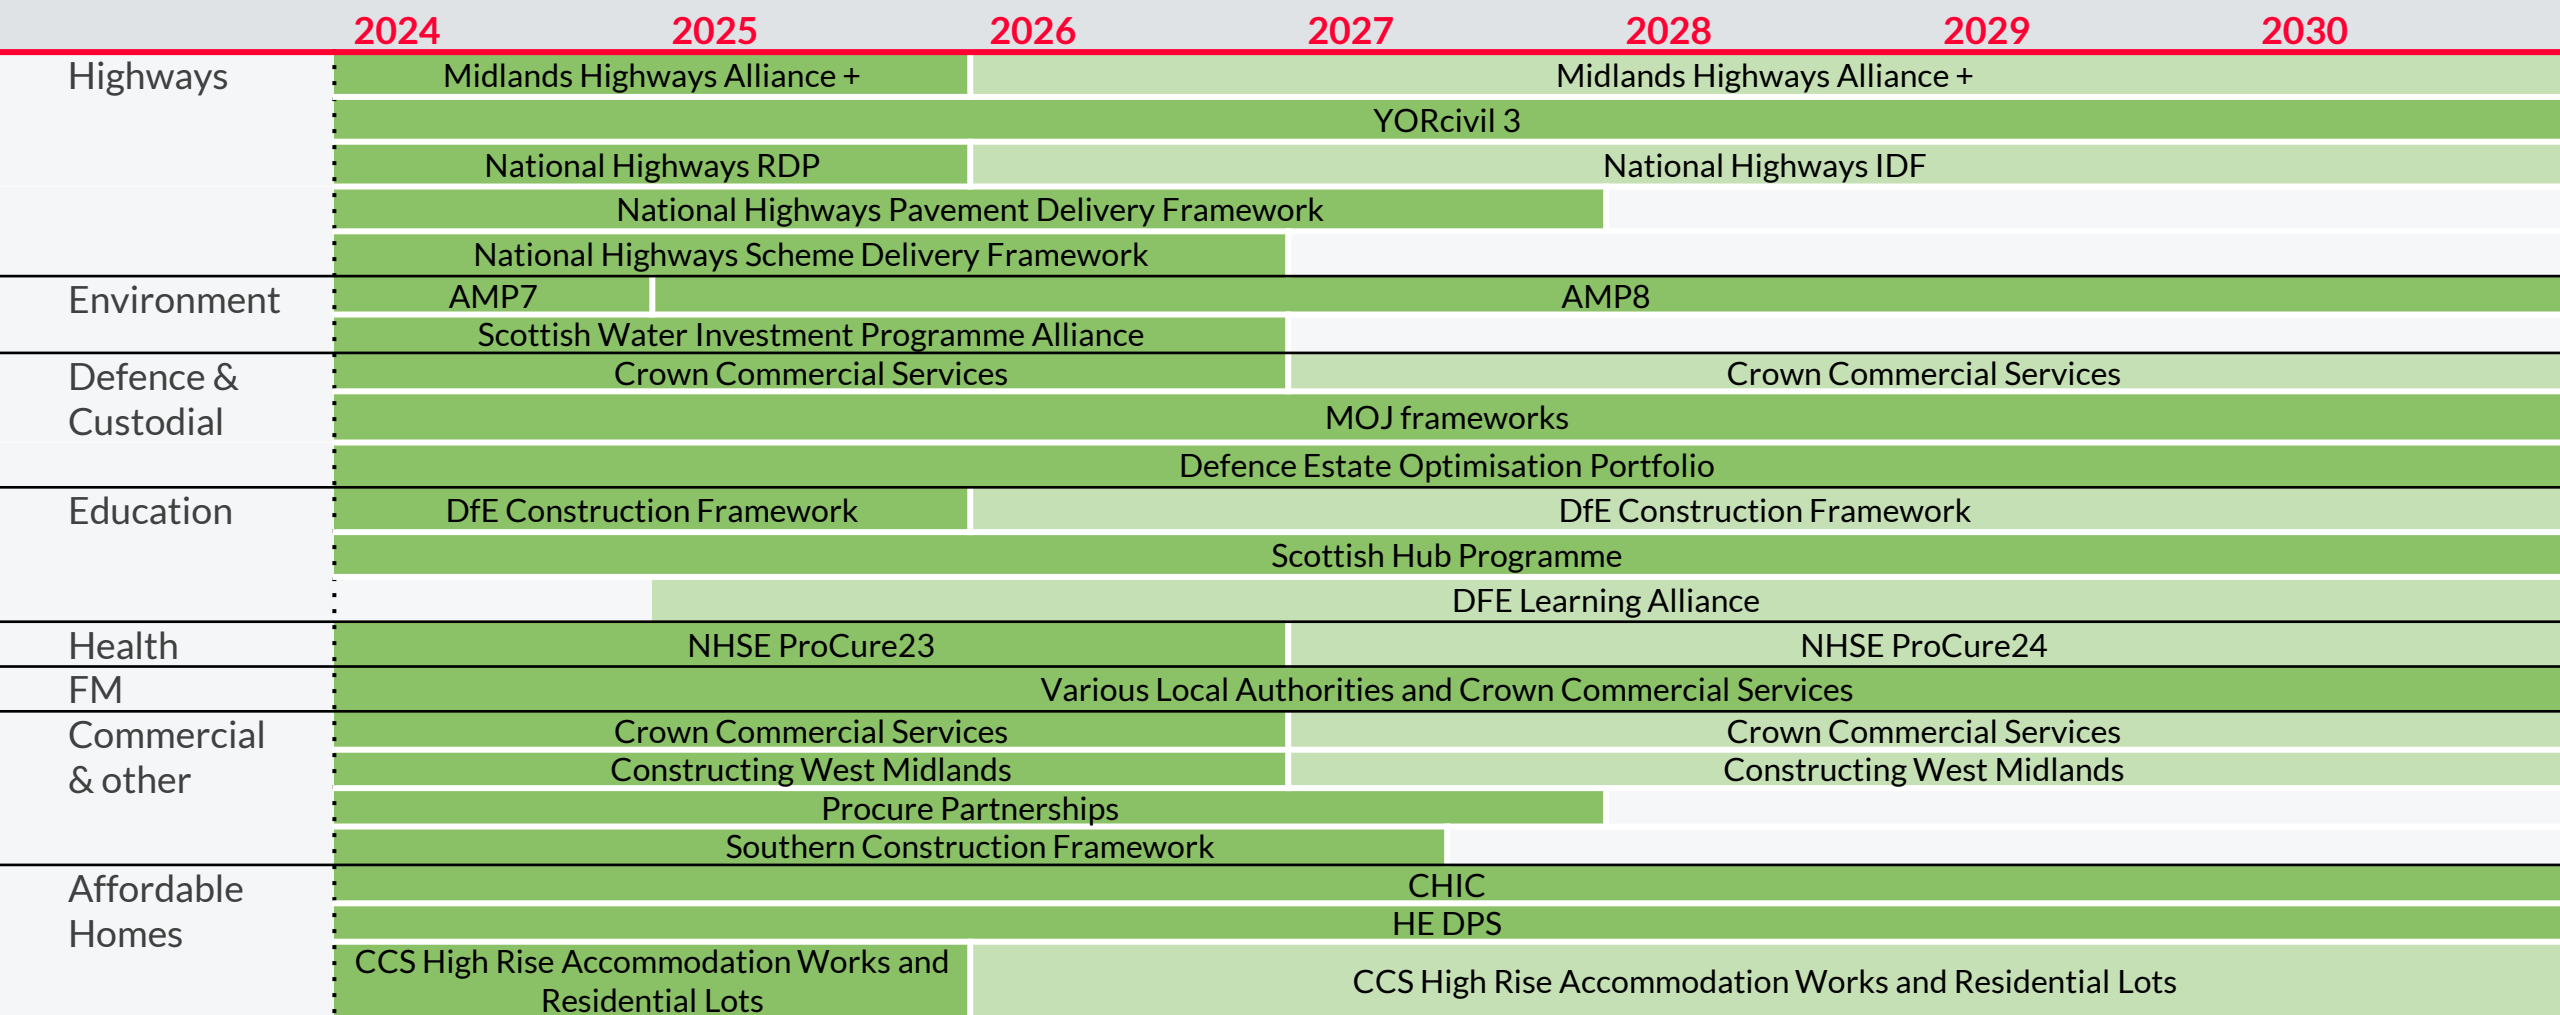 2024 2025 2026 2027 2028 2029 2030
Highways
Midlands Highways Alliance + Midlands Highways Alliance +
YORcivil 3
National Highways RDP National Highways IDF
National Highways Pavement Delivery Framework
National Highways Scheme Delivery Framework
Environment
AMP7 AMP8
Scottish Water Investment Programme Alliance
Defence &
Custodial
Crown Commercial Services Crown Commercial Services
MOJ frameworks
Defence Estate Optimisation Portfolio
Education
DfE Construction Framework DfE Construction Framework
Scottish Hub Programme
DFE Learning Alliance
Health
NHSE ProCure23 NHSE ProCure24
FM
Various Local Authorities and Crown Commercial Services
Commercial
& other
Crown Commercial Services Crown Commercial Services
Constructing West Midlands Constructing West Midlands
Procure Partnerships
Southern Construction Framework
Affordable
Homes
CHIC
HE DPS
CCS High Rise Accommodation Works and
Residential Lots
CCS High Rise Accommodation Works and Residential Lots